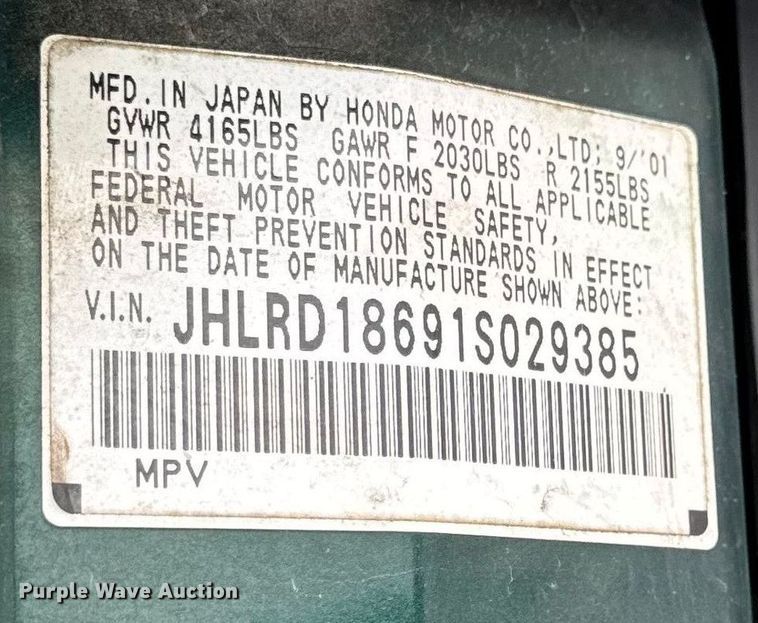 MFD. IN JAPAN BY HONDA MOTOR CO.,LTD; 9/'01
GVWR 4165LBS GAWR F 2030LBS R 2155LBS
THIS VEHICLE CONFORMS TO ALL APPLICABLE
FEDERAL MOTOR VEHICLE SAFETY,
AND THEFT PREVENTION STANDARDS IN EFFECT
ON THE DATE OF MANUFACTURE SHOWN ABOVE:
V.I.N. JHLRD18691S029385
MPV
Purple Wave Auction